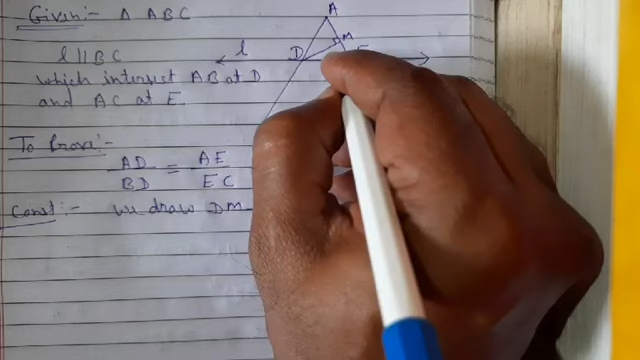 Given:- Δ ABC
l || BC
which interset AB at D
and AC at E.
To Prove:-
AD/BD = AE/EC
Const:- we draw DM
A
M
l
D
E